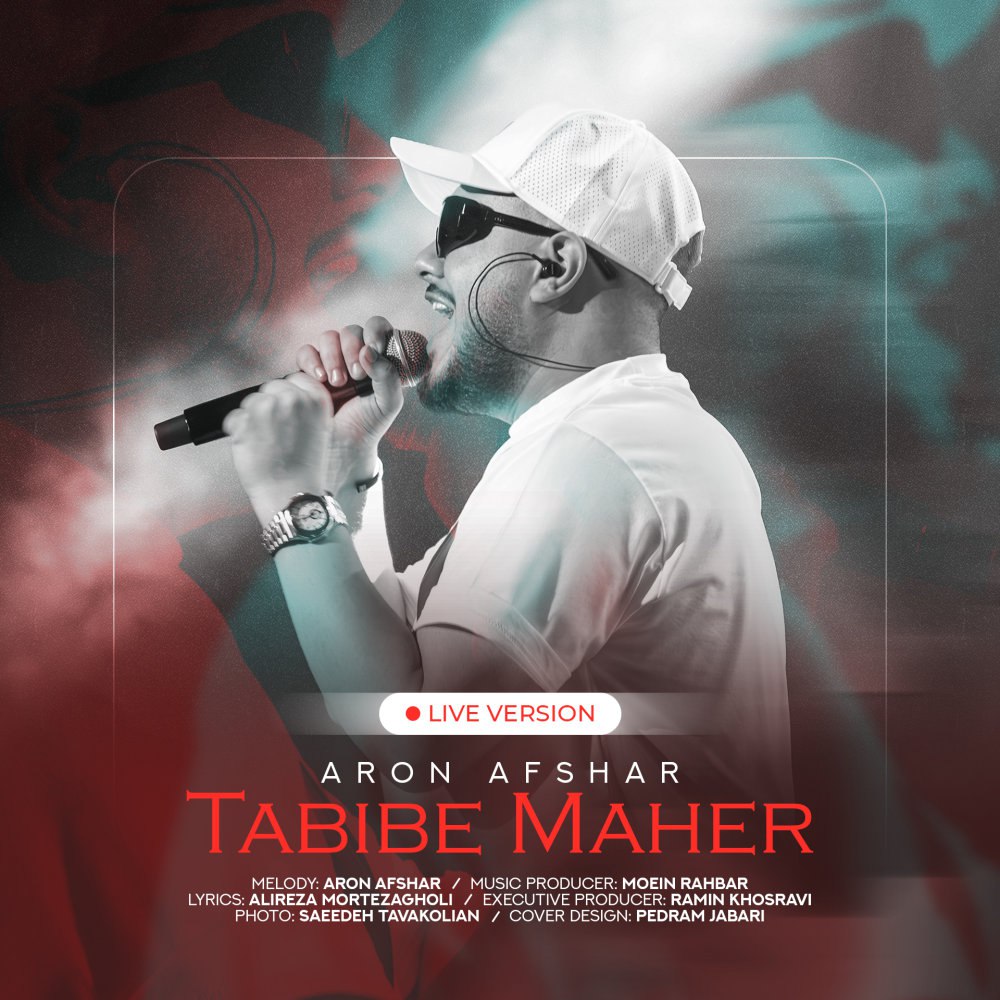 LIVE VERSION
ARON AFSHAR
TABIBE MAHER
MELODY: ARON AFSHAR / MUSIC PRODUCER: MOEIN RAHBAR
LYRICS: ALIREZA MORTEZAGHOLI / EXECUTIVE PRODUCER: RAMIN KHOSRAVI
PHOTO: SAEEDEH TAVAKOLIAN / COVER DESIGN: PEDRAM JABARI